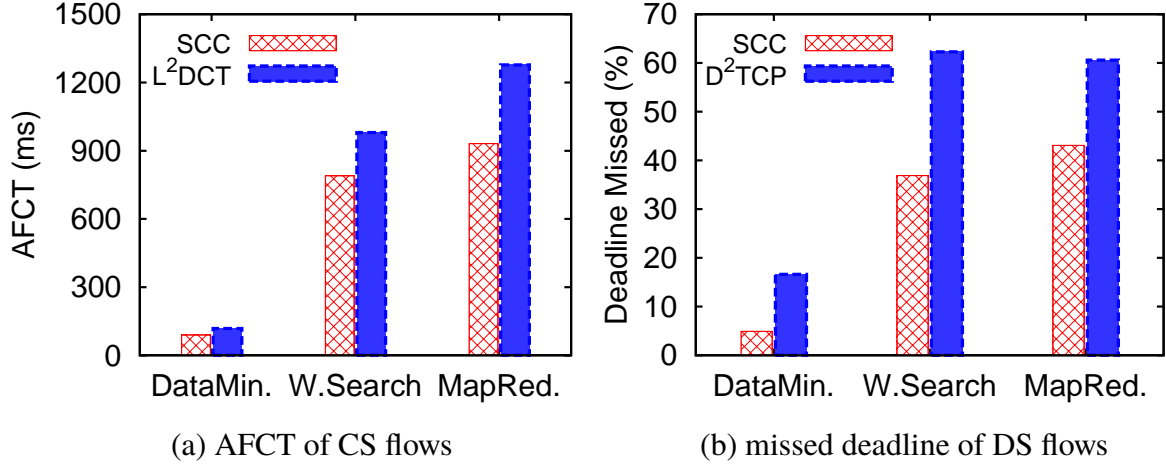 AFCT (ms)
1500
1200
900
600
300
0
SCC
L²DCT
DataMin. W.Search MapRed.
(a) AFCT of CS flows
Deadline Missed (%)
70
60
50
40
30
20
10
0
SCC
D²TCP
DataMin. W.Search MapRed.
(b) missed deadline of DS flows